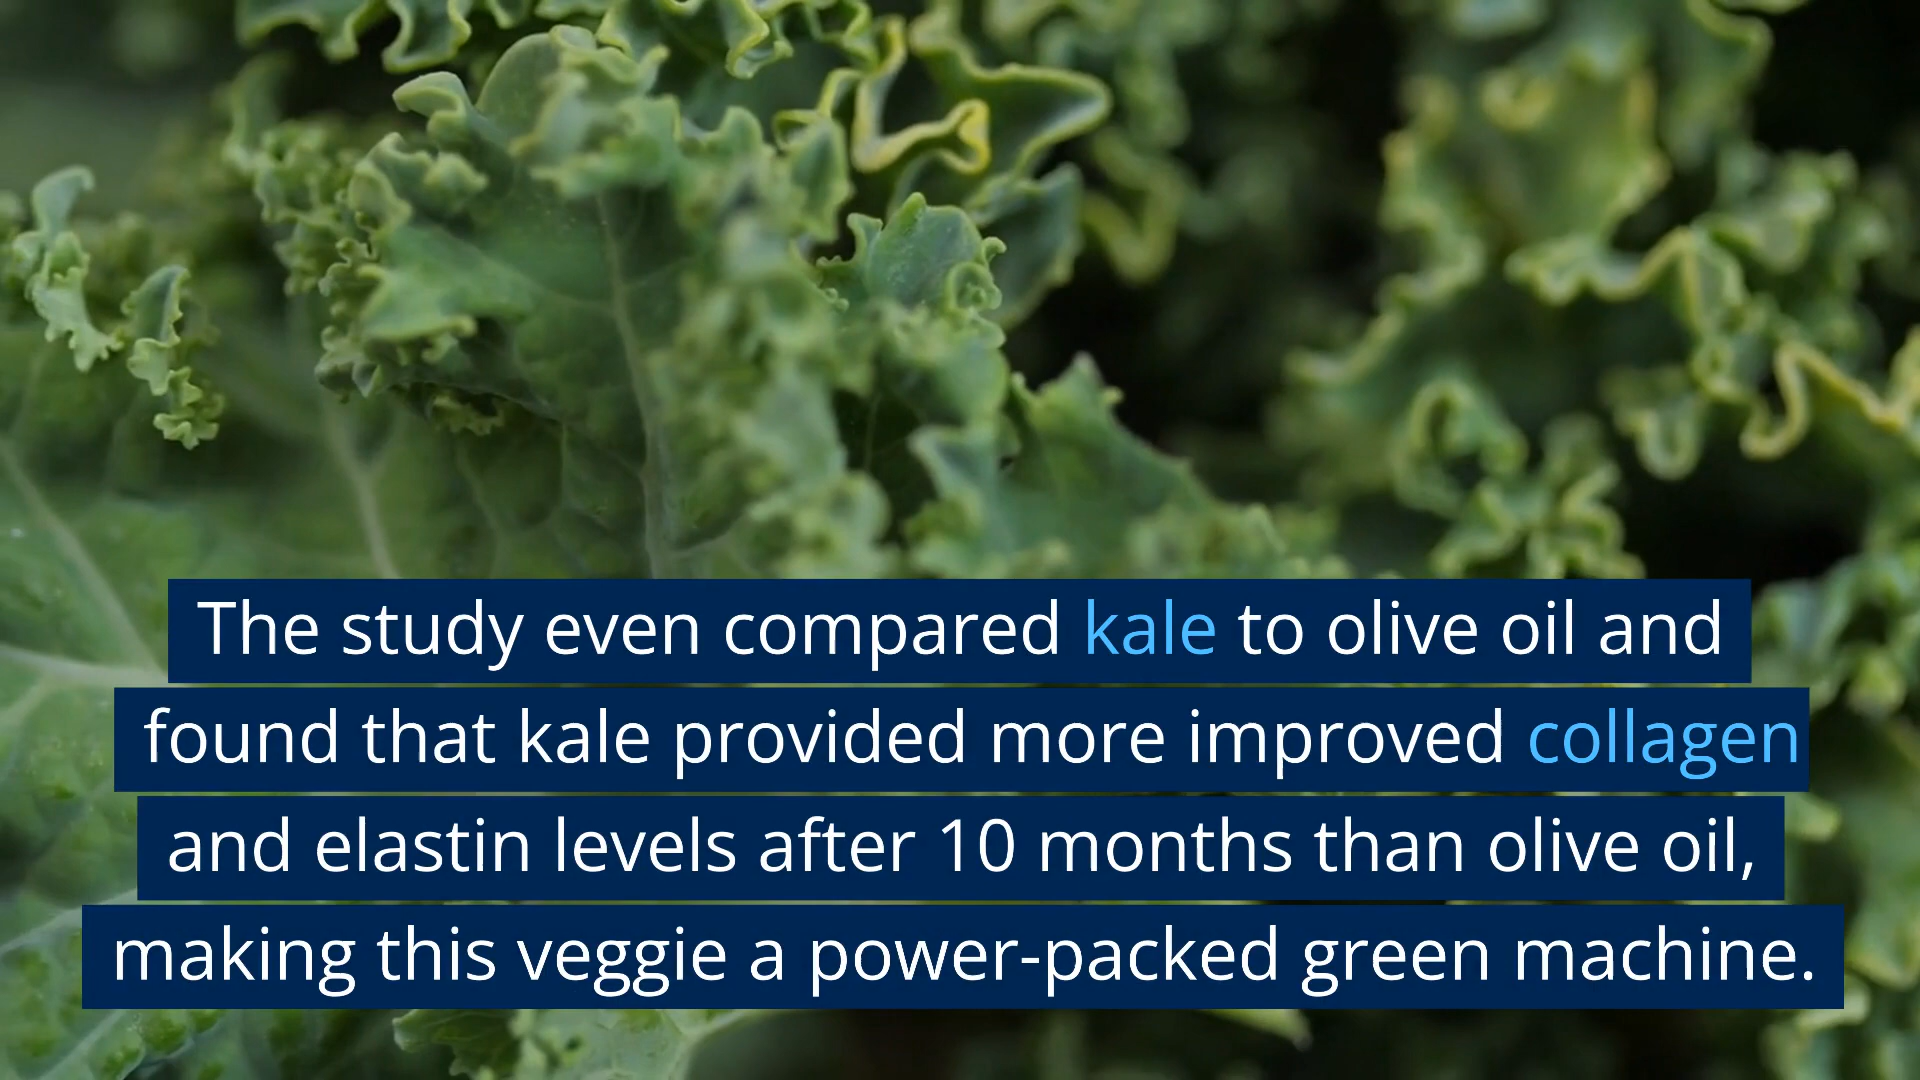 The study even compared kale to olive oil and
found that kale provided more improved collagen
and elastin levels after 10 months than olive oil,
making this veggie a power-packed green machine.